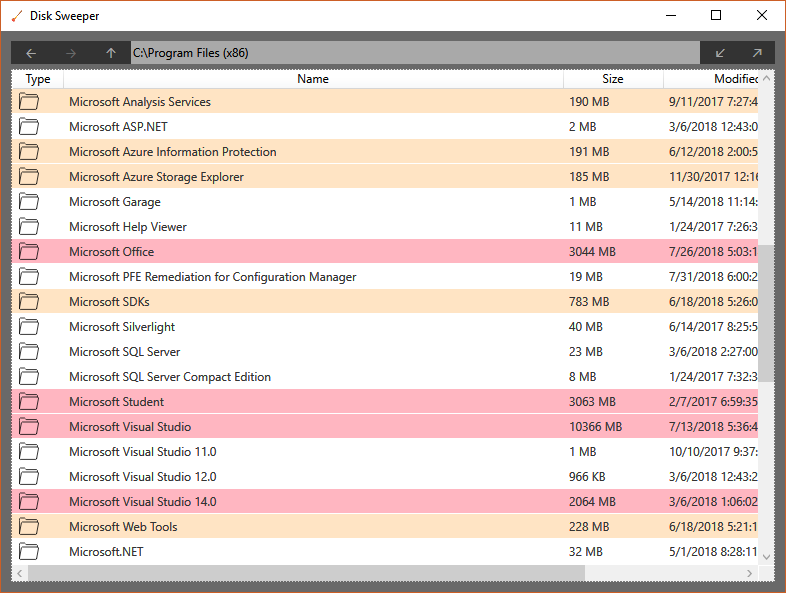 Disk Sweeper
C:\Program Files (x86)
Type Name Size Modified
Microsoft Analysis Services 190 MB 9/11/2017 7:27:4
Microsoft ASP.NET 2 MB 3/6/2018 12:43:0
Microsoft Azure Information Protection 191 MB 6/12/2018 2:00:5
Microsoft Azure Storage Explorer 185 MB 11/30/2017 12:16
Microsoft Garage 1 MB 5/14/2018 11:14:
Microsoft Help Viewer 11 MB 1/24/2017 7:26:3
Microsoft Office 3044 MB 7/26/2018 5:03:1
Microsoft PFE Remediation for Configuration Manager 19 MB 7/31/2018 6:00:2
Microsoft SDKs 783 MB 6/18/2018 5:26:0
Microsoft Silverlight 40 MB 6/14/2018 8:25:5
Microsoft SQL Server 23 MB 3/6/2018 2:27:00
Microsoft SQL Server Compact Edition 8 MB 1/24/2017 7:32:3
Microsoft Student 3063 MB 2/7/2017 6:59:35
Microsoft Visual Studio 10366 MB 7/13/2018 5:36:4
Microsoft Visual Studio 11.0 1 MB 10/10/2017 9:37:
Microsoft Visual Studio 12.0 966 KB 3/6/2018 12:43:2
Microsoft Visual Studio 14.0 2064 MB 3/6/2018 1:06:02
Microsoft Web Tools 228 MB 6/18/2018 5:21:1
Microsoft.NET 32 MB 5/1/2018 8:28:11